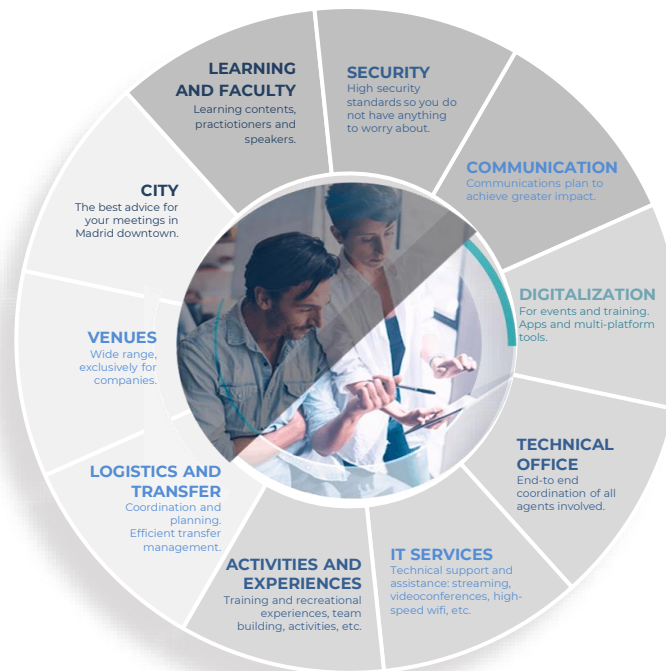 LEARNING
AND FACULTY
Learning contents,
practiotioners and
speakers.
SECURITY
High security
standards so you do
not have anything
to worry about.
COMMUNICATION
Communications plan to
achieve greater impact.
DIGITALIZATION
For events and training.
Apps and multi-platform
tools.
TECHNICAL
OFFICE
End-to end
coordination of all
agents involved.
IT SERVICES
Technical support and
assistance: streaming,
videoconferences, high-
speed wifi, etc.
ACTIVITIES AND
EXPERIENCES
Training and recreational
experiences, team
building, activities, etc.
LOGISTICS AND
TRANSFER
Coordination and
planning.
Efficient transfer
management.
VENUES
Wide range,
exclusively for
companies.
CITY
The best advice for
your meetings in
Madrid downtown.